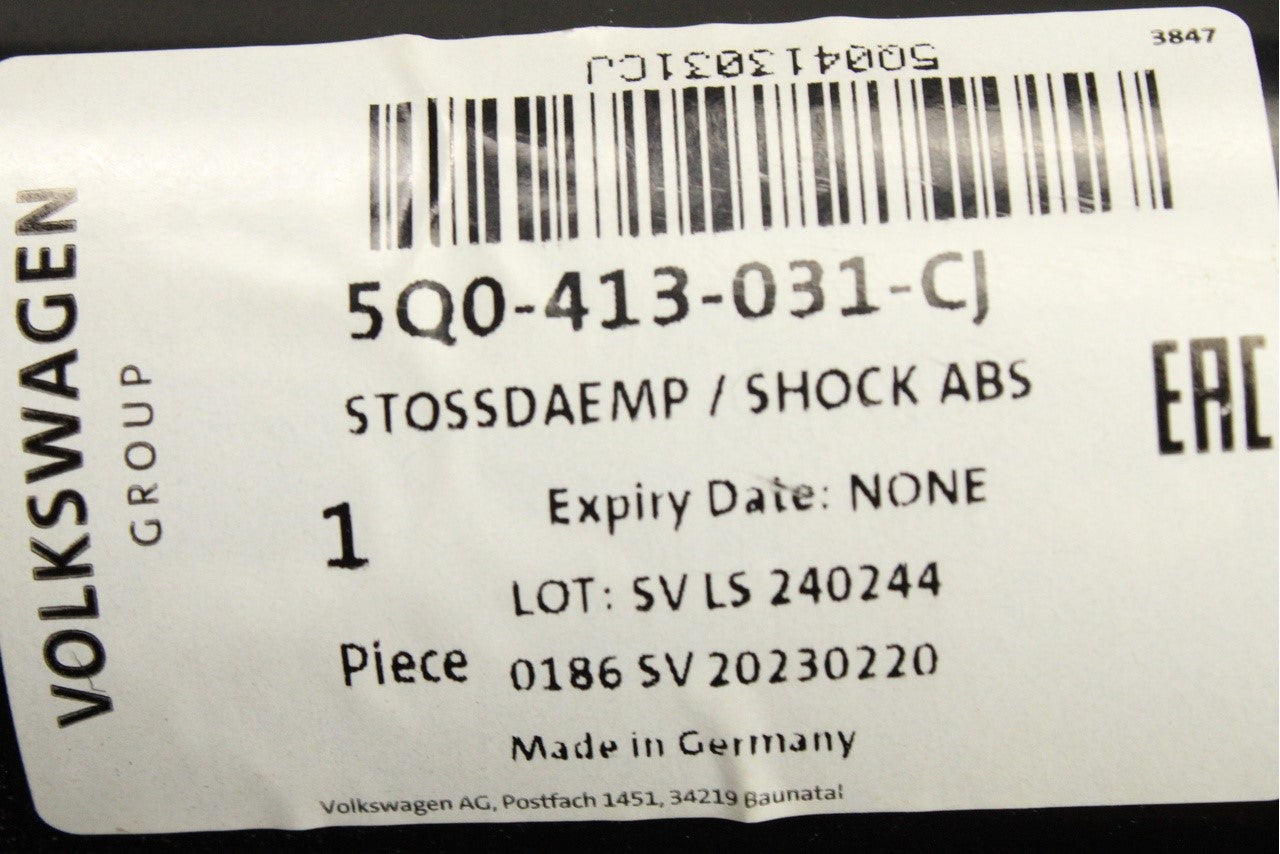 3847
5Q0413031CJ
5Q0-413-031-CJ
STOSSDAEMP / SHOCK ABS
EAC
Expiry Date: NONE
1
LOT: SV LS 240244
Piece
0186 SV 20230220
Made in Germany
Volkswagen AG, Postfach 1451, 34219 Baunatal
VOLKSWAGEN
GROUP